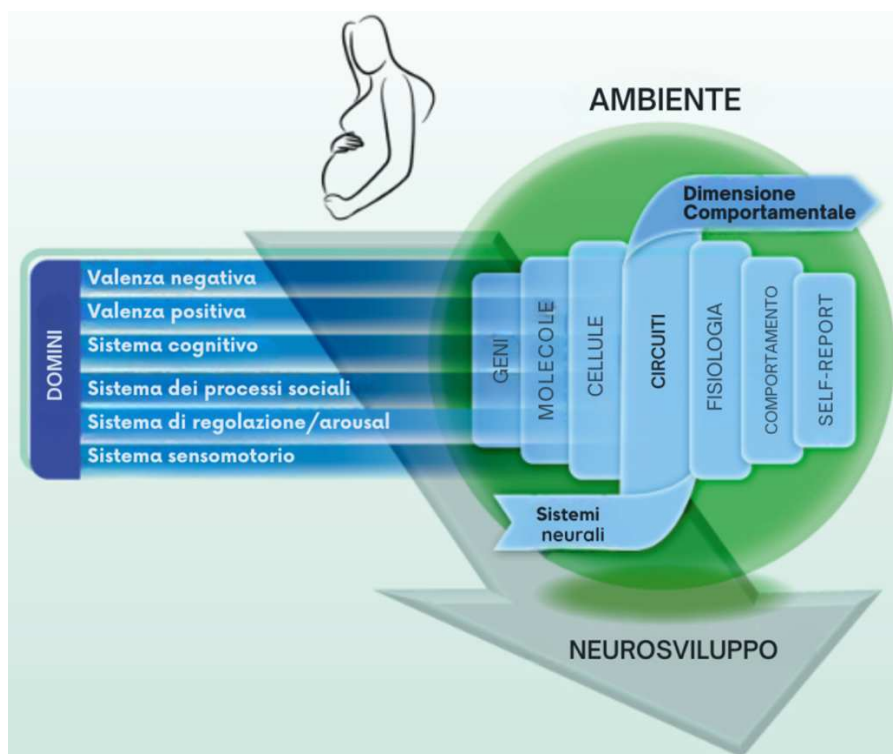 AMBIENTE
Dimensione
Comportamentale
DOMINI
Valenza negativa
Valenza positiva
Sistema cognitivo
Sistema dei processi sociali
Sistema di regolazione/arousal
Sistema sensomotorio
GENI
MOLECOLE
CELLULE
CIRCUITI
FISIOLOGIA
COMPORTAMENTO
SELF-REPORT
Sistemi
neurali
NEUROSVILUPPO